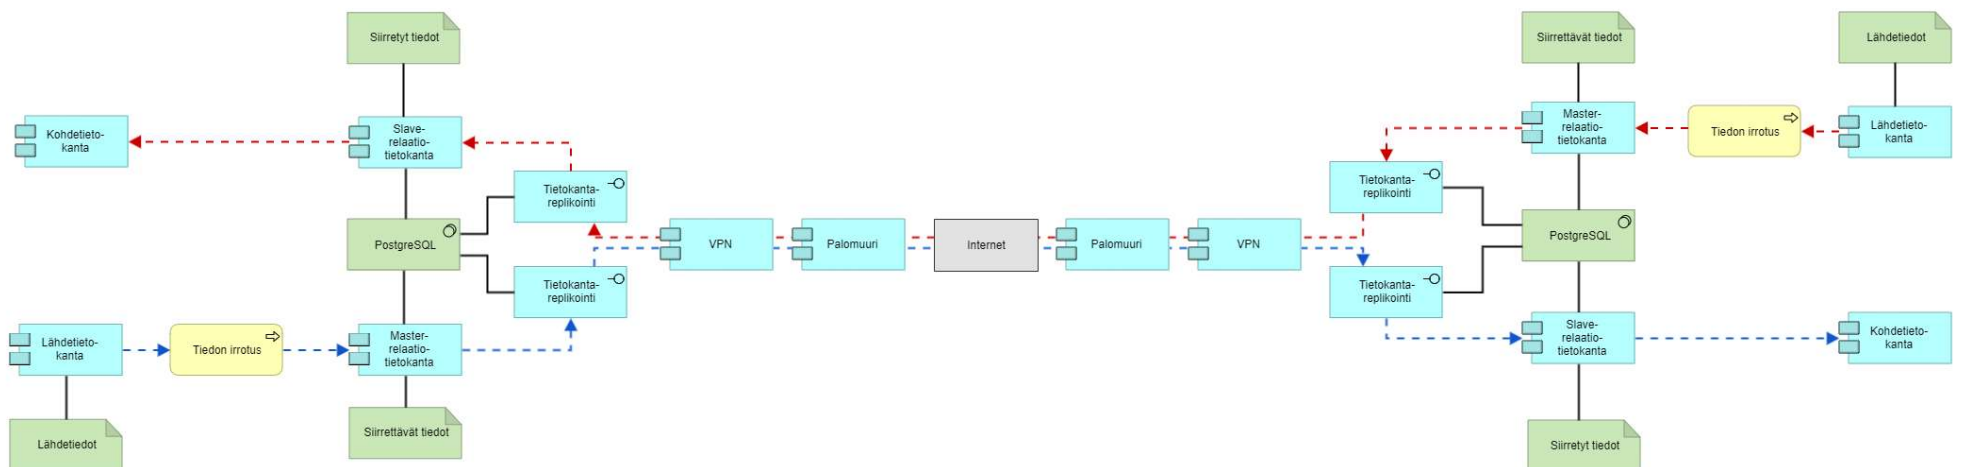 Siirretyt tiedot
Siirrettävät tiedot
Lähdetiedot
Kohdetieto-
kanta
Slave-
relaatio-
tietokanta
Master-
relaatio-
tietokanta
Tiedon irrotus
Lähdetieto-
kanta
Tietokanta-
replikointi
Tietokanta-
replikointi
PostgreSQL
VPN
Palomuuri
Internet
Palomuuri
VPN
PostgreSQL
Tietokanta-
replikointi
Tietokanta-
replikointi
Lähdetieto-
kanta
Tiedon irrotus
Master-
relaatio-
tietokanta
Slave-
relaatio-
tietokanta
Kohdetieto-
kanta
Lähdetiedot
Siirrettävät tiedot
Siirretyt tiedot